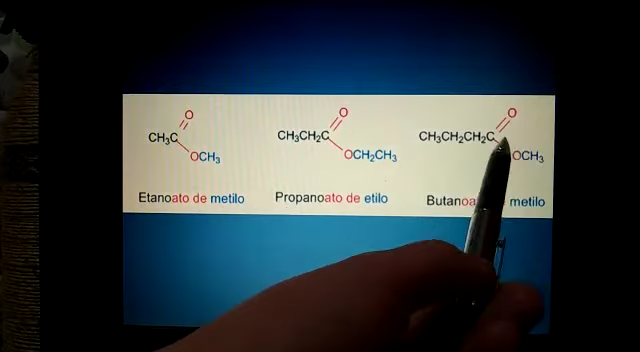 O O O
CH₃C CH₃CH₂C CH₃CH₂CH₂C
OCH₃ OCH₂CH₃ OCH₃
Etanoato de metilo Propanoato de etilo metilo